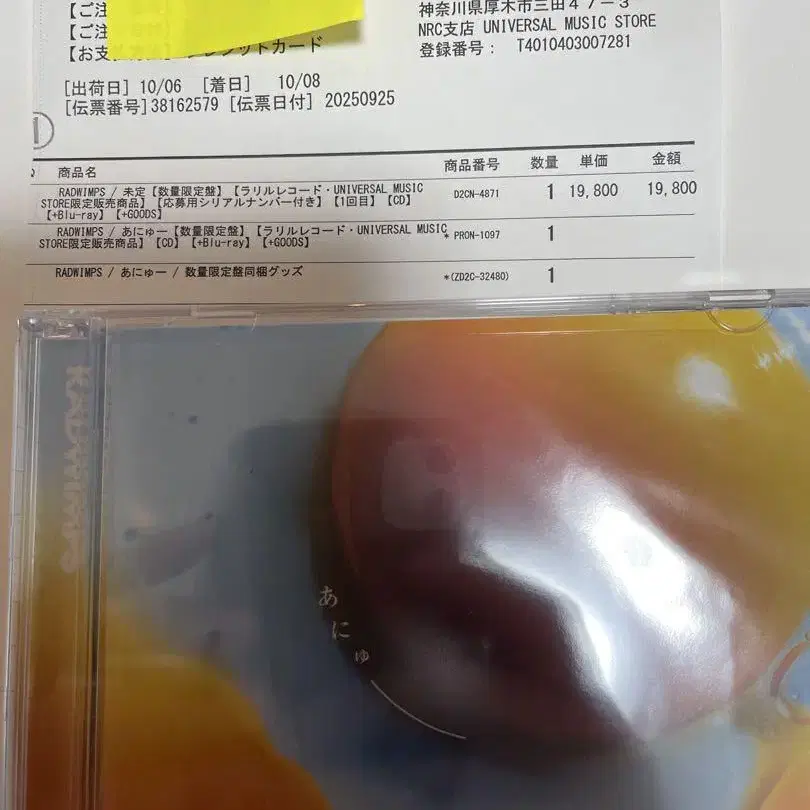 【ご注
神奈川県厚木市三田47-3
【ご注
NRC支店 UNIVERSAL MUSIC STORE
【お支 クレジットカード
登録番号: T4010403007281
[出荷日] 10/06 [着日] 10/08
[伝票番号]38162579 [伝票日付] 20250925
商品名 商品番号 数量 単価 金額
RADWIMPS / 未定【数量限定盤】【ラリルレコード・UNIVERSAL MUSIC
STORE限定販売商品】【応募用シリアルナンバー付き】【1回目】【CD】
【+Blu-ray】【+GOODS】
D2CN-4871 1 19,800 19,800
RADWIMPS / あにゅー【数量限定盤】【ラリルレコード・UNIVERSAL MUSIC
STORE限定販売商品】【CD】【+Blu-ray】【+GOODS】
* PRON-1097 1
RADWIMPS / あにゅー / 数量限定盤同梱グッズ *(ZD2C-32480) 1
RADWIMPS
あにゅー